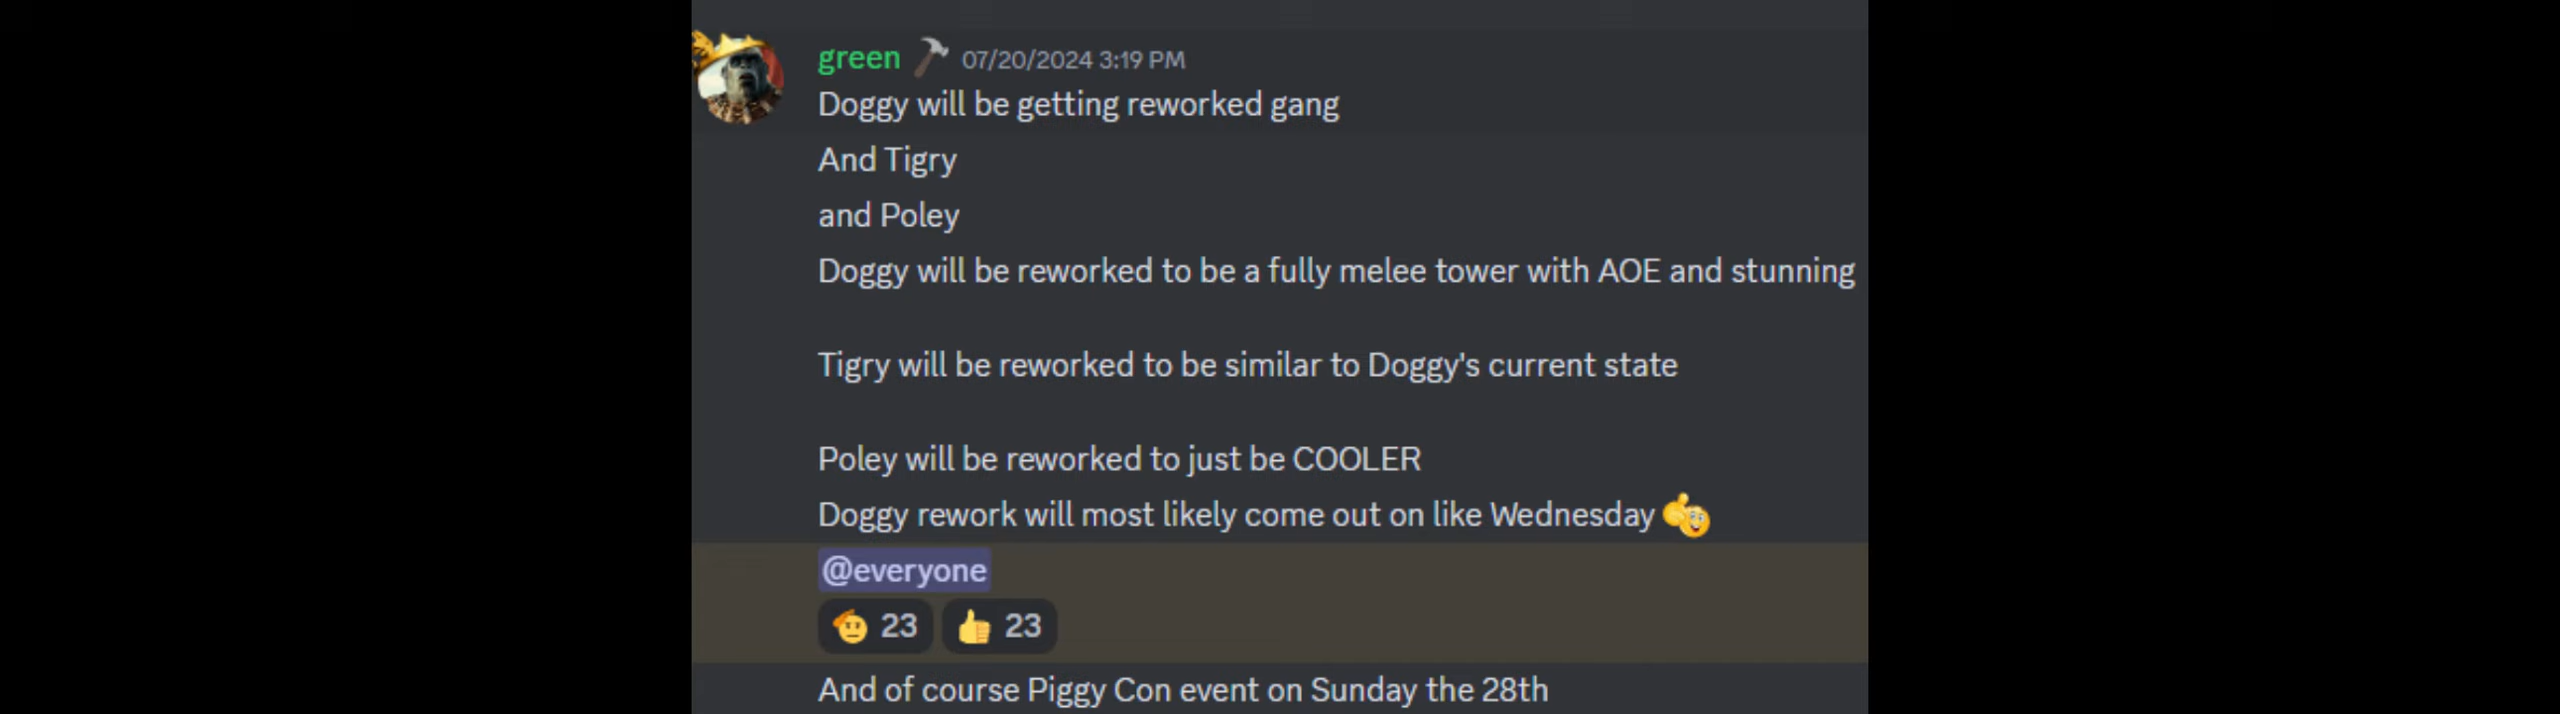 green 07/20/2024 3:19 PM
Doggy will be getting reworked gang
And Tigry
and Poley
Doggy will be reworked to be a fully melee tower with AOE and stunning
Tigry will be reworked to be similar to Doggy's current state
Poley will be reworked to just be COOLER
Doggy rework will most likely come out on like Wednesday
@everyone
23 23
And of course Piggy Con event on Sunday the 28th